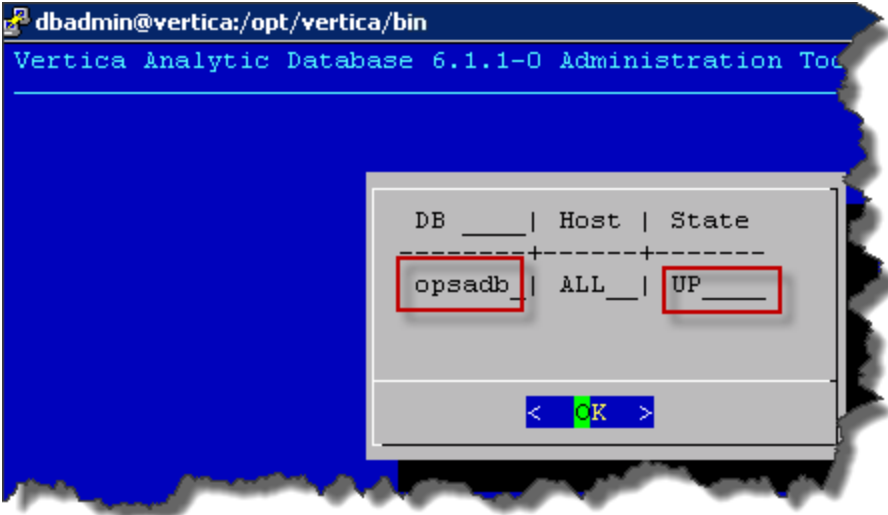 dbadmin@vertica:/opt/vertica/bin
Vertica Analytic Database 6.1.1-0 Administration
DB ____| Host | State
---------+------+-------
opsadb_| ALL__| UP____
< OK >